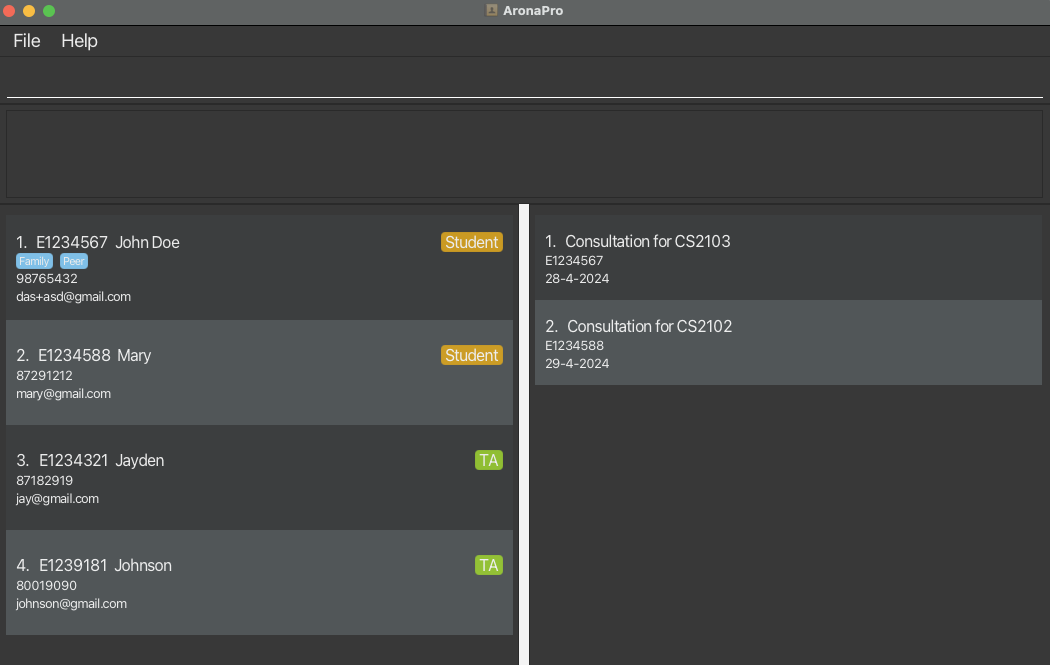 AronaPro
File Help
1. E1234567 John Doe Student
Family Peer
98765432
das+asd@gmail.com
2. E1234588 Mary Student
87291212
mary@gmail.com
3. E1234321 Jayden TA
87182919
jay@gmail.com
4. E1239181 Johnson TA
80019090
johnson@gmail.com
1. Consultation for CS2103
E1234567
28-4-2024
2. Consultation for CS2102
E1234588
29-4-2024